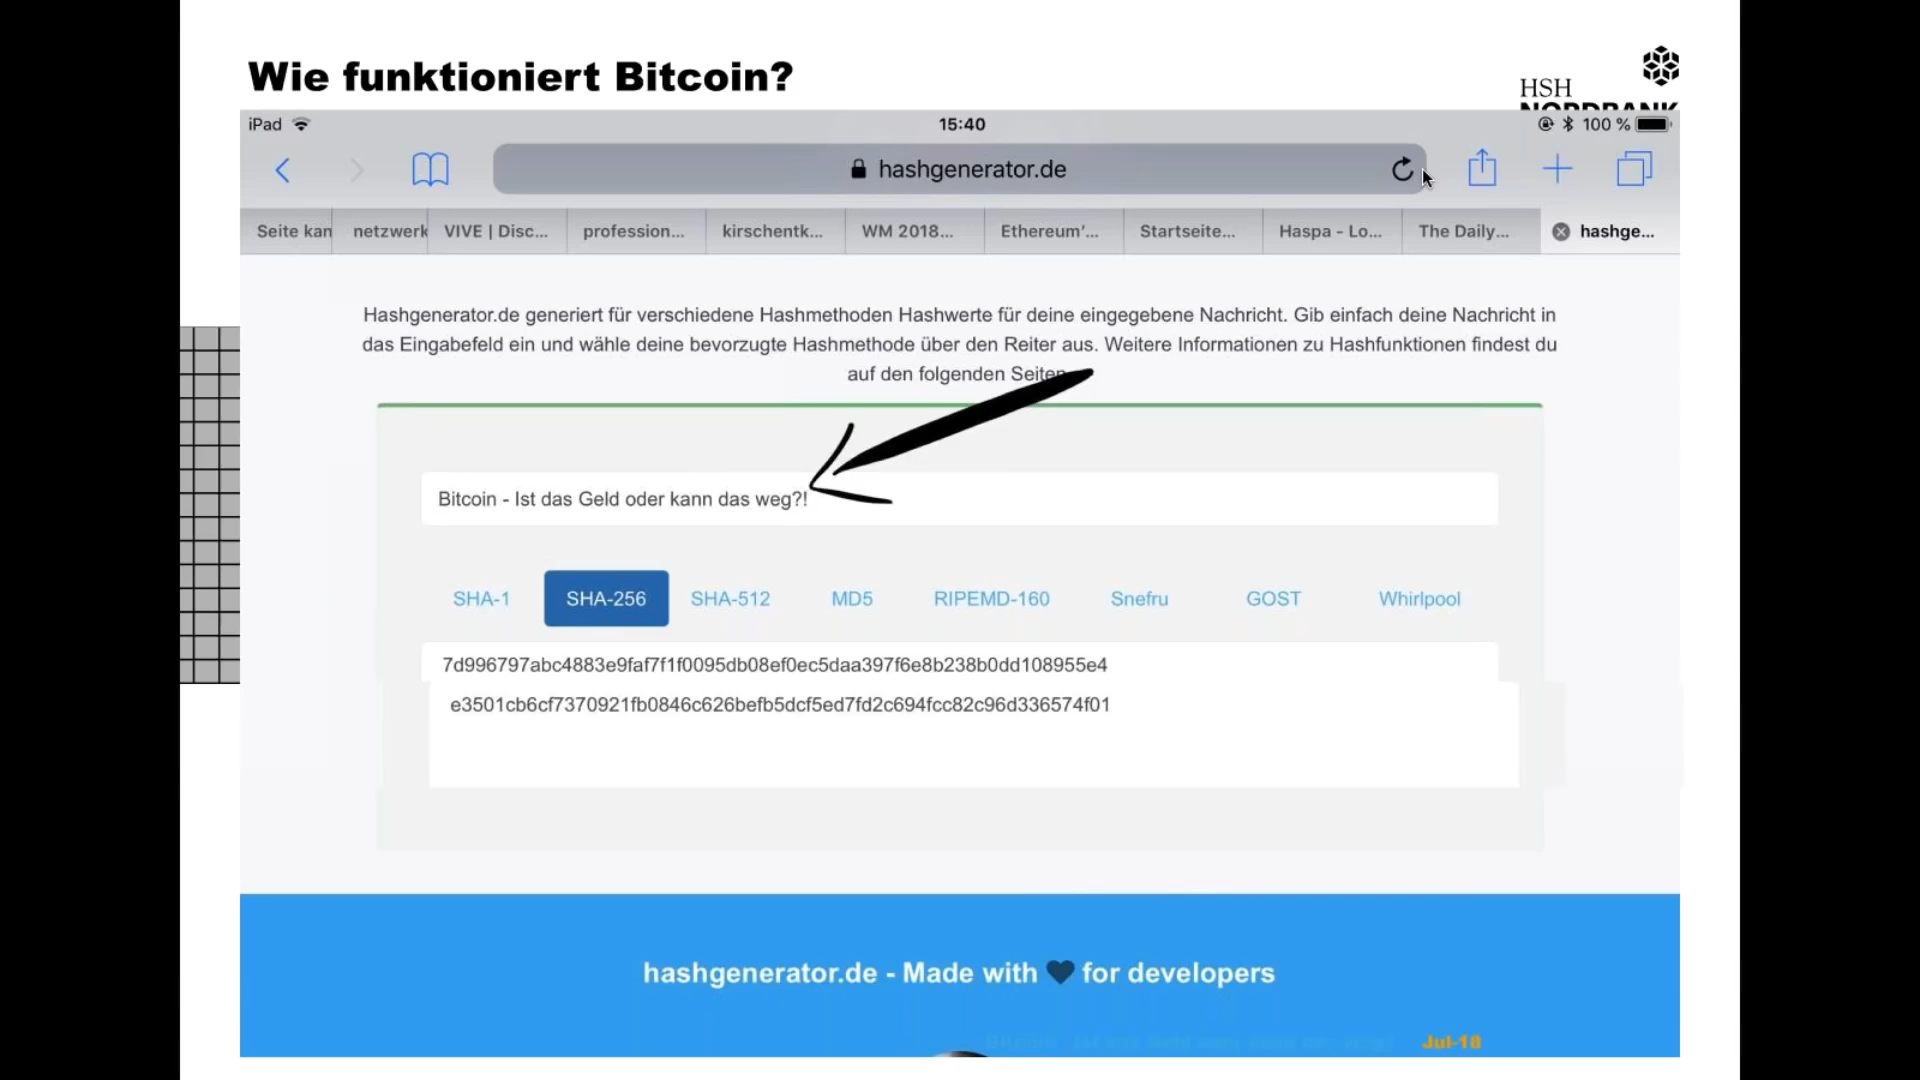 Wie funktioniert Bitcoin?
HSH
NORDBANK
iPad 15:40 100 %
hashgenerator.de
Seite kan netzwerk VIVE | Disc... profession... kirschentk... WM 2018... Ethereum'... Startseite... Haspa - Lo... The Daily... hashge...
Hashgenerator.de generiert für verschiedene Hashmethoden Hashwerte für deine eingegebene Nachricht. Gib einfach deine Nachricht in
das Eingabefeld ein und wähle deine bevorzugte Hashmethode über den Reiter aus. Weitere Informationen zu Hashfunktionen findest du
auf den folgenden Seiten
Bitcoin - Ist das Geld oder kann das weg?!
SHA-1 SHA-256 SHA-512 MD5 RIPEMD-160 Snefru GOST Whirlpool
7d996797abc4883e9faf7f1f0095db08ef0ec5daa397f6e8b238b0dd108955e4
e3501cb6cf7370921fb0846c626befb5dcf5ed7fd2c694fcc82c96d336574f01
hashgenerator.de - Made with for developers
Jul-18